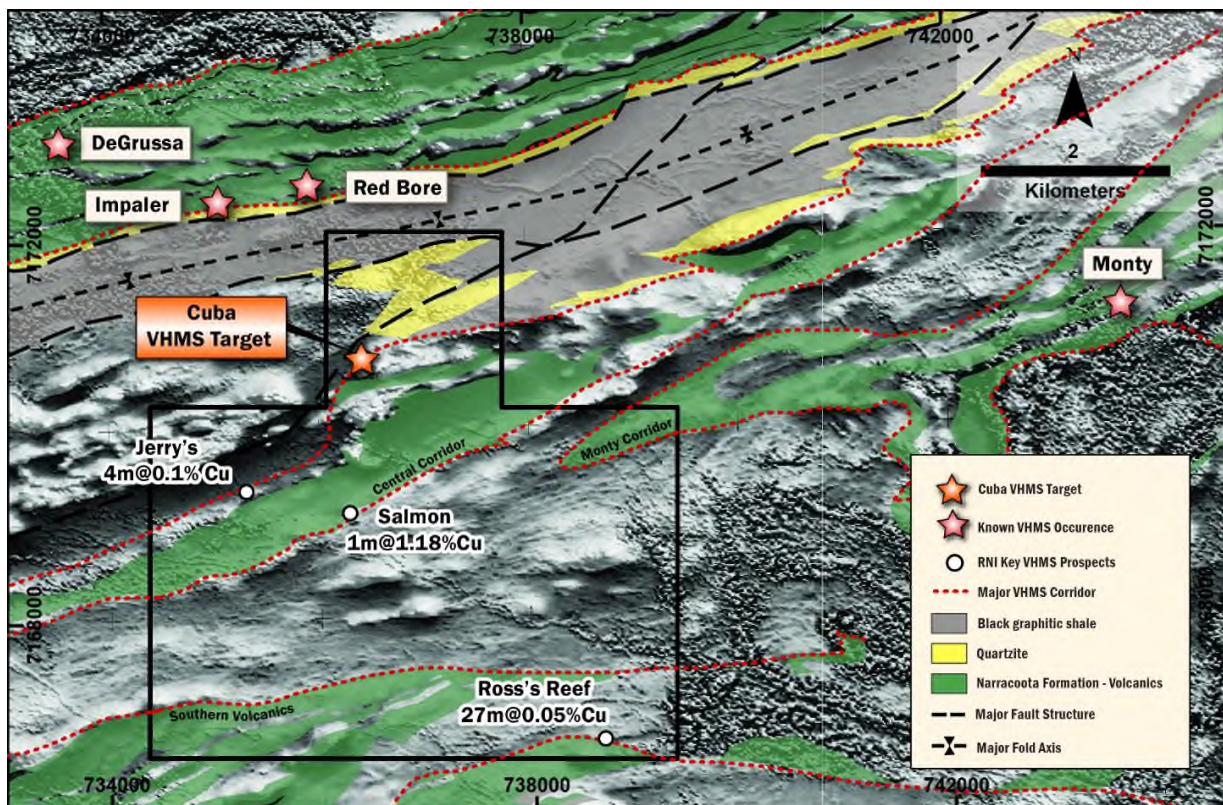 734000
738000
742000
N
2
Kilometers
DeGrussa
Impaler
Red Bore
7172000
7172000
Monty
Cuba
VHMS Target
Jerry's
4m@0.1%Cu
Central Corridor
Monty Corridor
Salmon
1m@1.18%Cu
7168000
Southern Volcanics
Ross's Reef
27m@0.05%Cu
Cuba VHMS Target
Known VHMS Occurence
RNI Key VHMS Prospects
Major VHMS Corridor
Black graphitic shale
Quartzite
Narracoota Formation - Volcanics
Major Fault Structure
Major Fold Axis
734000
738000
742000